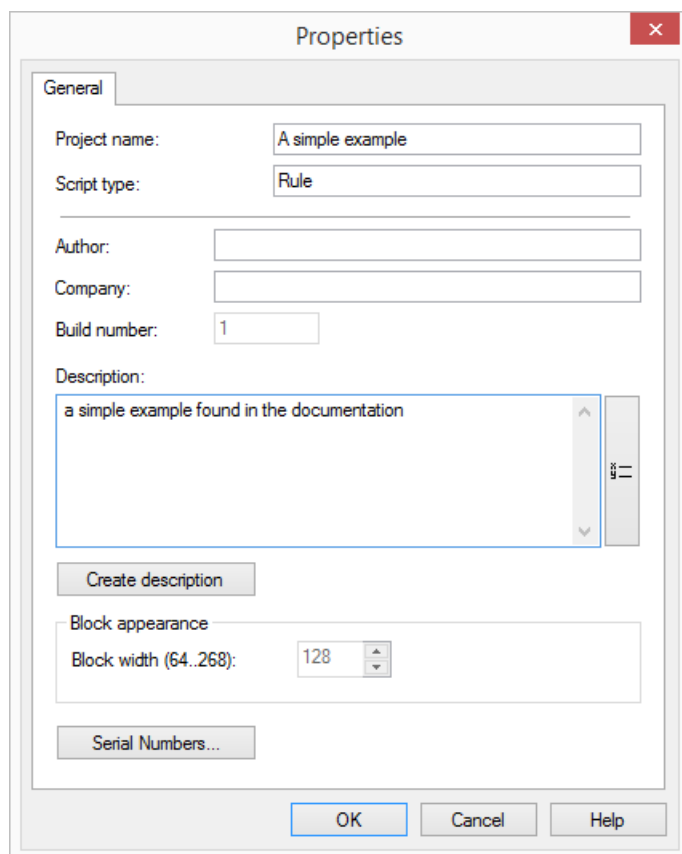 Properties
General
Project name: A simple example
Script type: Rule
Author:
Company:
Build number: 1
Description:
a simple example found in the documentation
Create description
Block appearance
Block width (64..268): 128
Serial Numbers...
OK Cancel Help